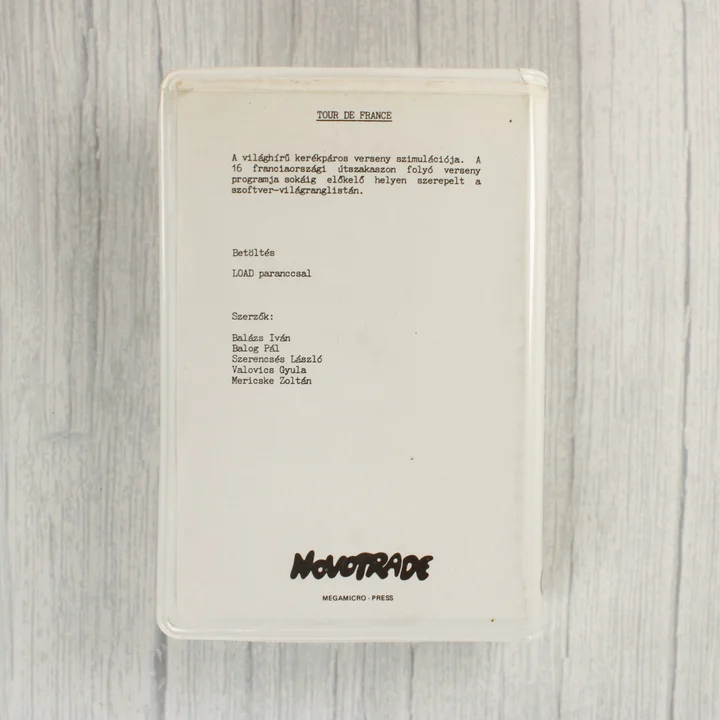 TOUR DE FRANCE
A világhírű kerékpáros verseny szimulációja. A
16 franciaországi útszakaszon folyó verseny
programja sokáig előkelő helyen szerepelt a
szoftver-világranglistán.
Betöltés
LOAD paranccsal
Szerzők:
Balázs Iván
Balog Pál
Szerencsés László
Valovics Gyula
Mericske Zoltán
NOVOTRADE
MEGAMICRO - PRESS